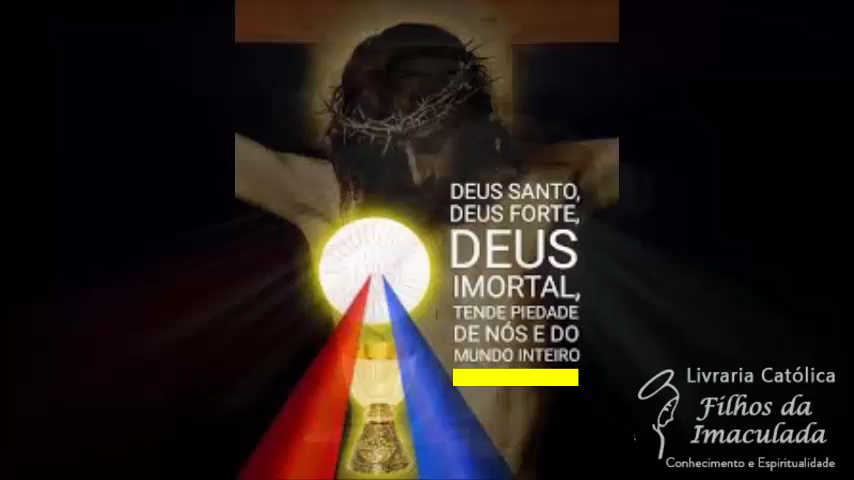 DEUS SANTO,
DEUS FORTE,
DEUS
IMORTAL,
TENDE PIEDADE
DE NÓS E DO
MUNDO INTEIRO
Livraria Católica
Filhos da
Imaculada
Conhecimento e Espiritualidade